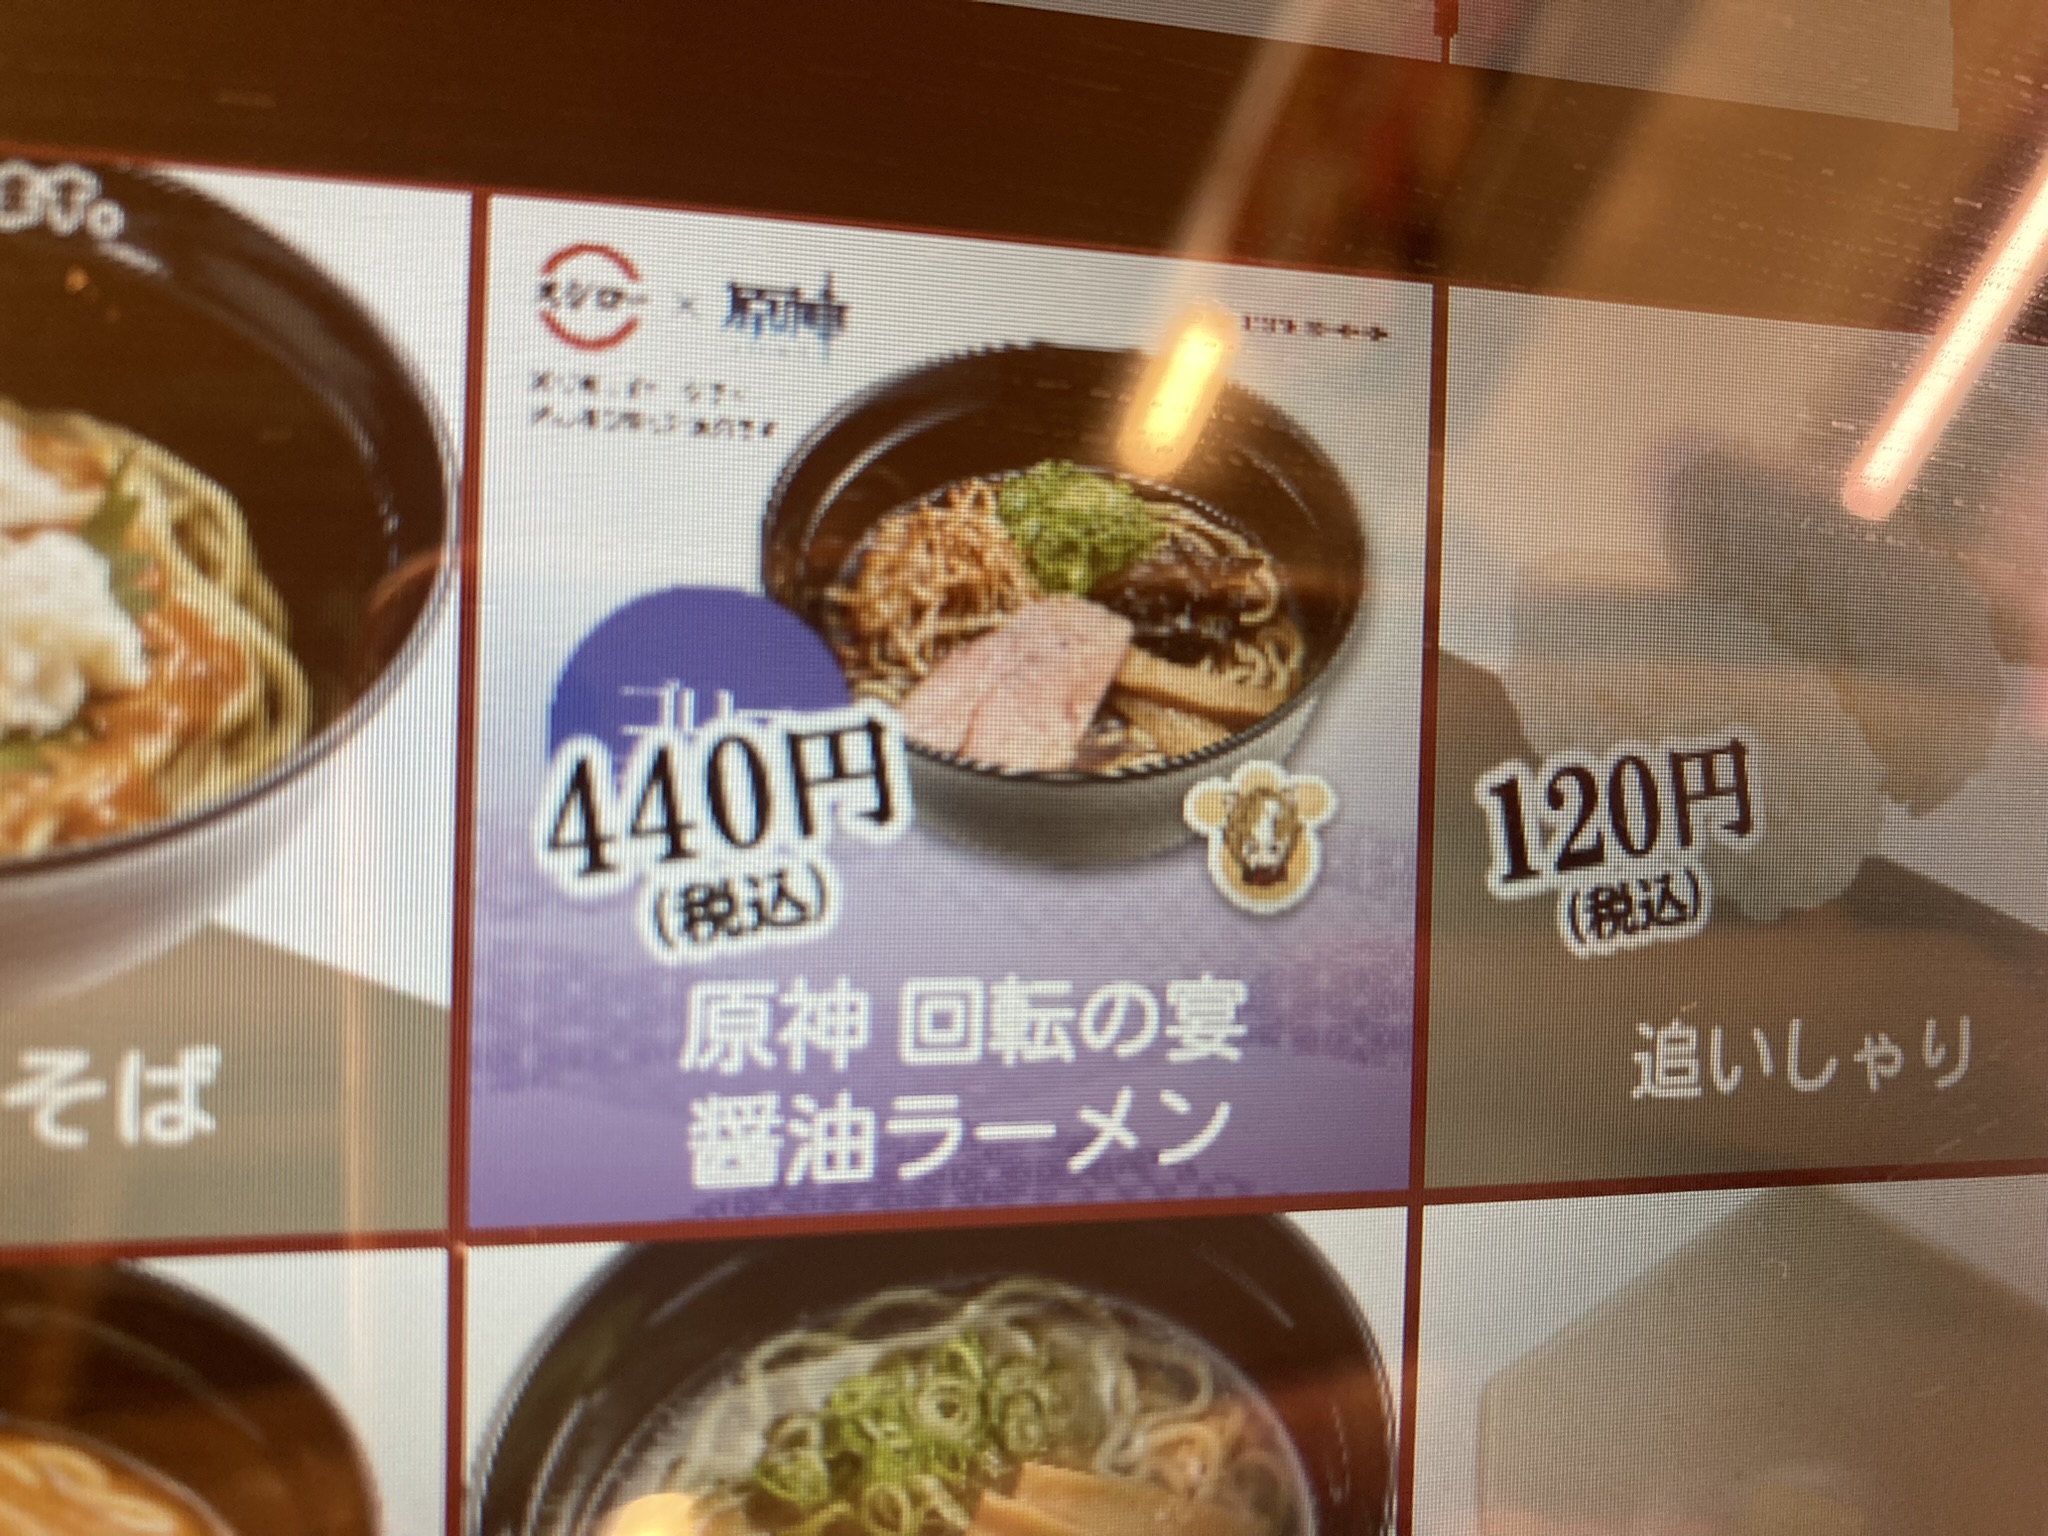 スシロー × 原神
440円
(税込)
原神 回転の宴
醤油ラーメン
120円
(税込)
追いしゃり
そば